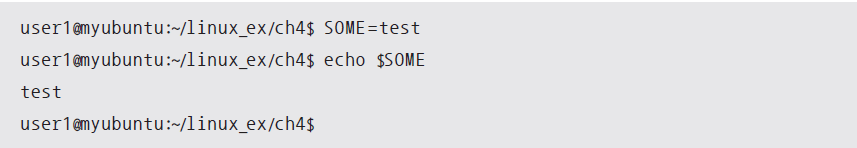 user1@myubuntu:~/linux_ex/ch4$ SOME=test
user1@myubuntu:~/linux_ex/ch4$ echo $SOME
test
user1@myubuntu:~/linux_ex/ch4$